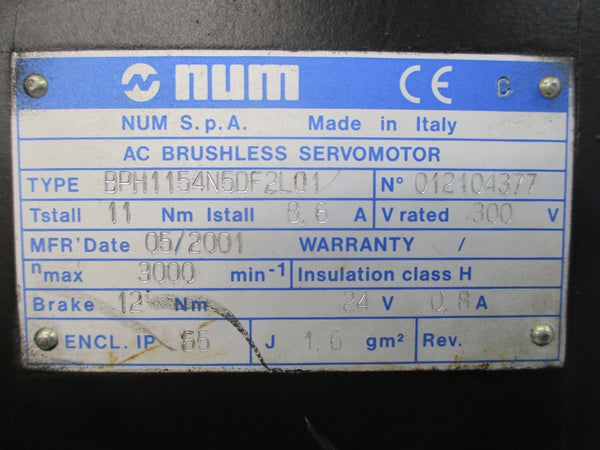 num CE C
NUM S.p.A. Made in Italy
AC BRUSHLESS SERVOMOTOR
TYPE BPH1154N5DF2L01 N° 012104377
Tstall 11 Nm Istall 8,6 A V rated 300 V
MFR'Date 05/2001 WARRANTY /
nmax 3000 min-1 Insulation class H
Brake 12 Nm 24 V 0,8 A
ENCL. IP 65 J 1,6 gm² Rev.